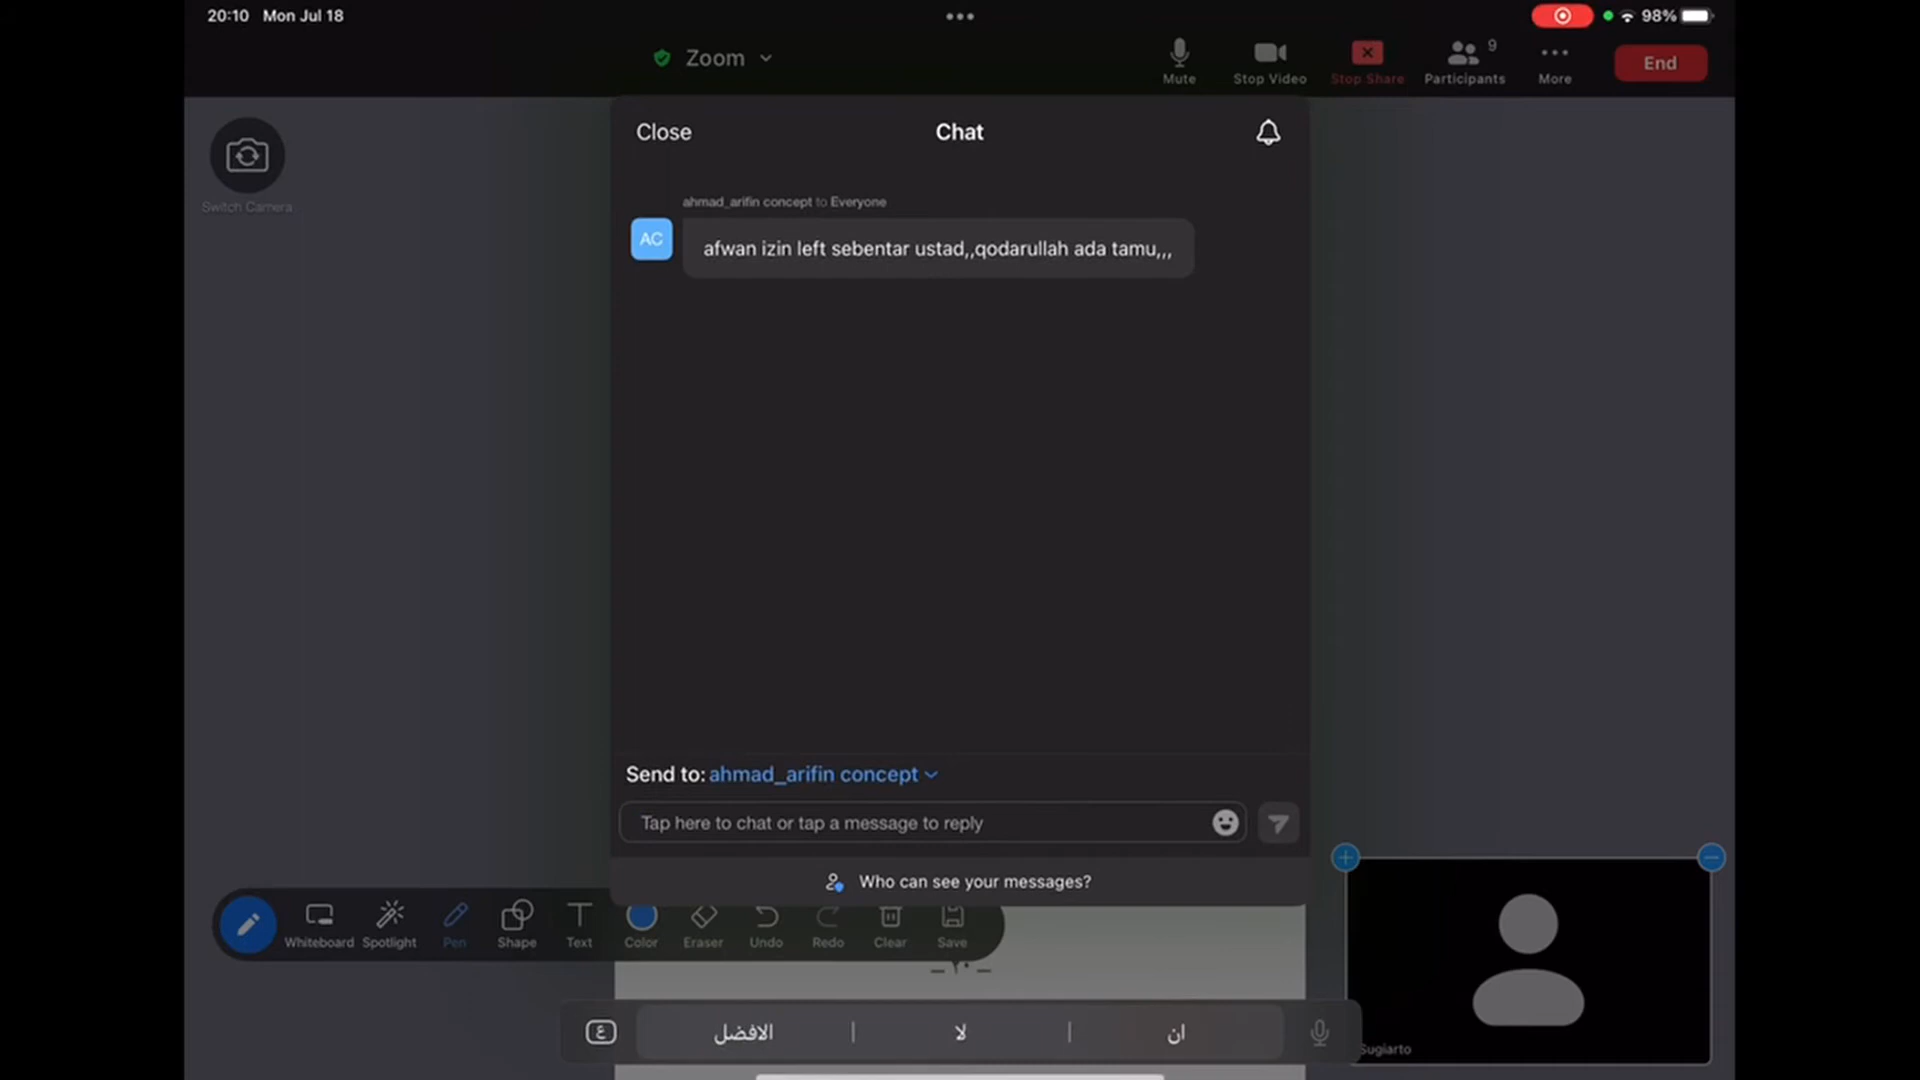 20:10 Mon Jul 18
98%
Zoom
Mute
Stop Video
Stop Share
Participants
9
More
End
Switch Camera
Close
Chat
ahmad_arifin concept to Everyone
AC
afwan izin left sebentar ustad,,qodarullah ada tamu,,,
Send to: ahmad_arifin concept
Tap here to chat or tap a message to reply
Who can see your messages?
Whiteboard
Spotlight
Pen
Shape
Text
Color
Eraser
Undo
Redo
Clear
Save
–٢٠–
ع
الافضل
لا
ان
Sugiarto